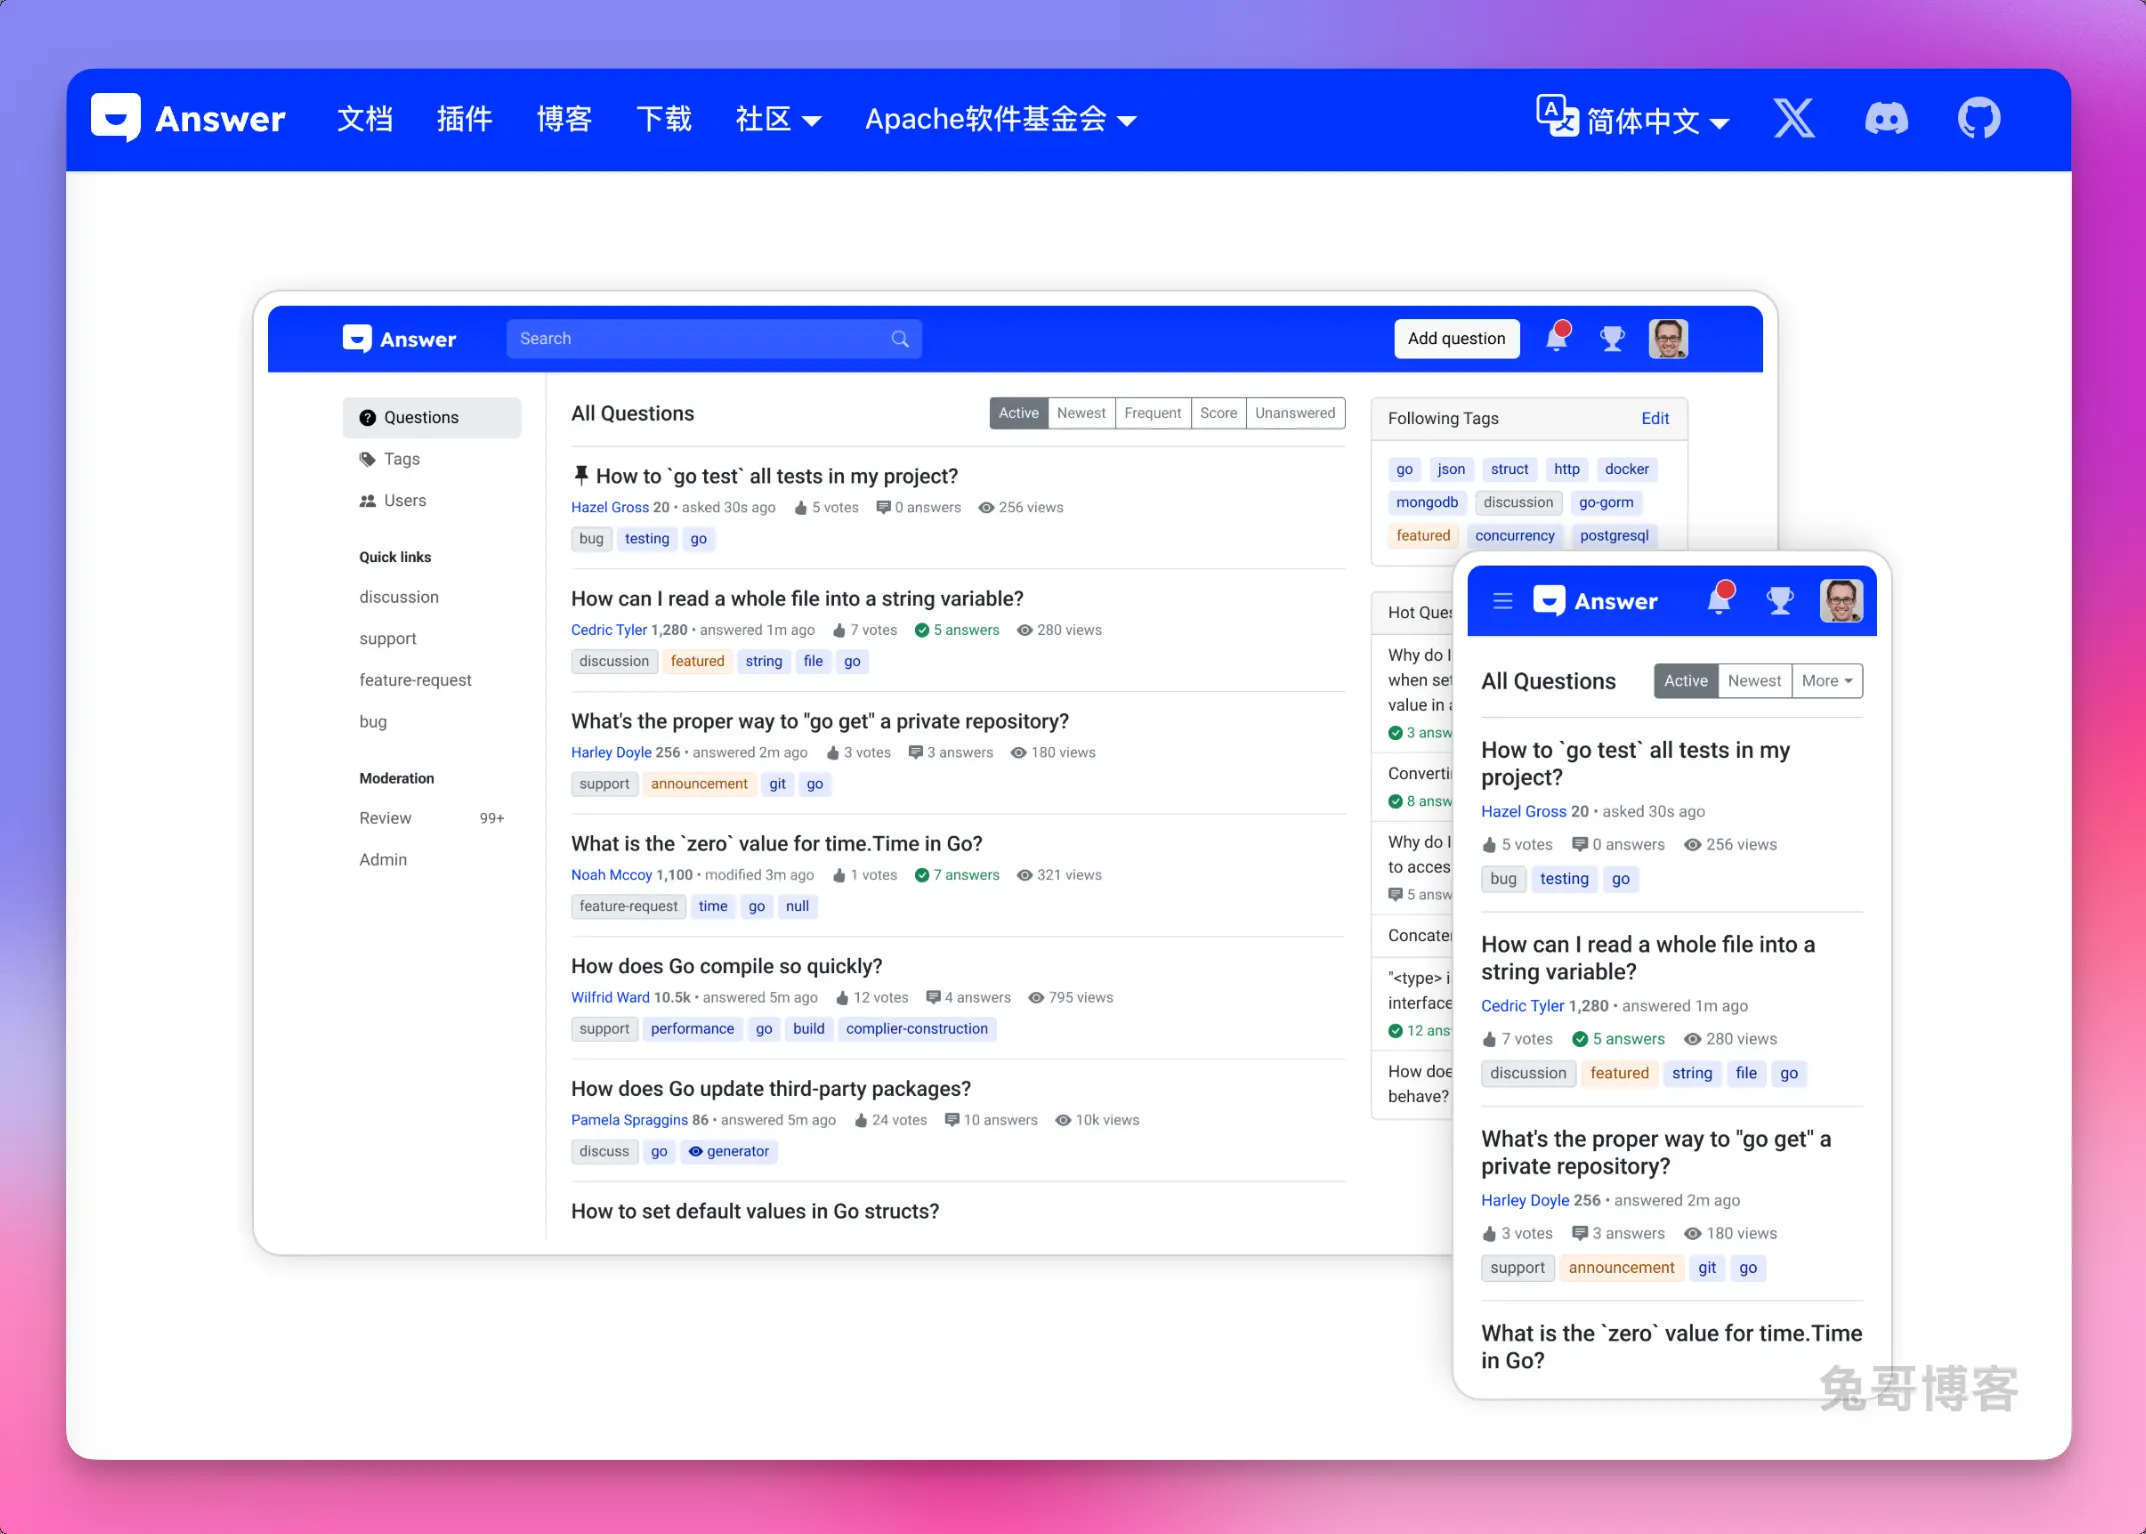 Answer 文档 插件 博客 下载 社区 Apache软件基金会 简体中文
Answer Search Add question
Questions
Tags
Users
Quick links
discussion
support
feature-request
bug
Moderation
Review 99+
Admin
All Questions Active Newest Frequent Score Unanswered
How to `go test` all tests in my project?
Hazel Gross 20 • asked 30s ago 5 votes 0 answers 256 views
bug testing go
How can I read a whole file into a string variable?
Cedric Tyler 1,280 • answered 1m ago 7 votes 5 answers 280 views
discussion featured string file go
What's the proper way to "go get" a private repository?
Harley Doyle 256 • answered 2m ago 3 votes 3 answers 180 views
support announcement git go
What is the `zero` value for time.Time in Go?
Noah Mccoy 1,100 • modified 3m ago 1 votes 7 answers 321 views
feature-request time go null
How does Go compile so quickly?
Wilfrid Ward 10.5k • answered 5m ago 12 votes 4 answers 795 views
support performance go build complier-construction
How does Go update third-party packages?
Pamela Spraggins 86 • answered 5m ago 24 votes 10 answers 10k views
discuss go generator
How to set default values in Go structs?
Following Tags Edit
go json struct http docker
mongodb discussion go-gorm
featured concurrency postgresql
Hot Ques
Why do I
when set
value in a
3 answ
Converti
8 answ
Why do I
to acces
5 answ
Concate
"<type> i
interface
12 ans
How doe
behave?
Answer
All Questions Active Newest More
How to `go test` all tests in my
project?
Hazel Gross 20 • asked 30s ago
5 votes 0 answers 256 views
bug testing go
How can I read a whole file into a
string variable?
Cedric Tyler 1,280 • answered 1m ago
7 votes 5 answers 280 views
discussion featured string file go
What's the proper way to "go get" a
private repository?
Harley Doyle 256 • answered 2m ago
3 votes 3 answers 180 views
support announcement git go
What is the `zero` value for time.Time
in Go?
兔哥博客